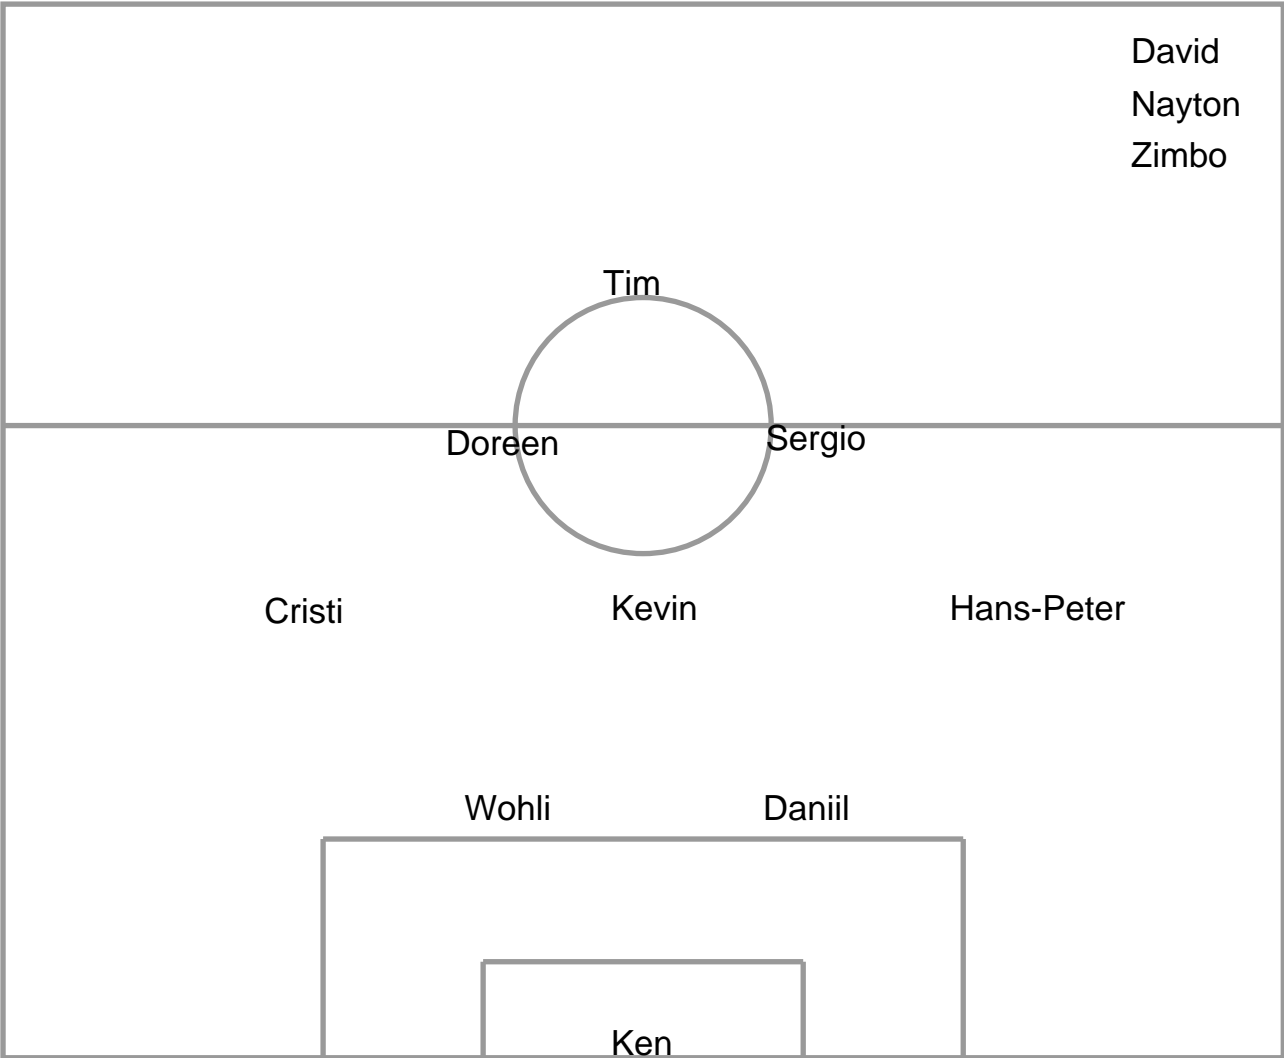 David
Nayton
Zimbo
Tim
Doreen Sergio
Cristi Kevin Hans-Peter
Wohli Daniil
Ken